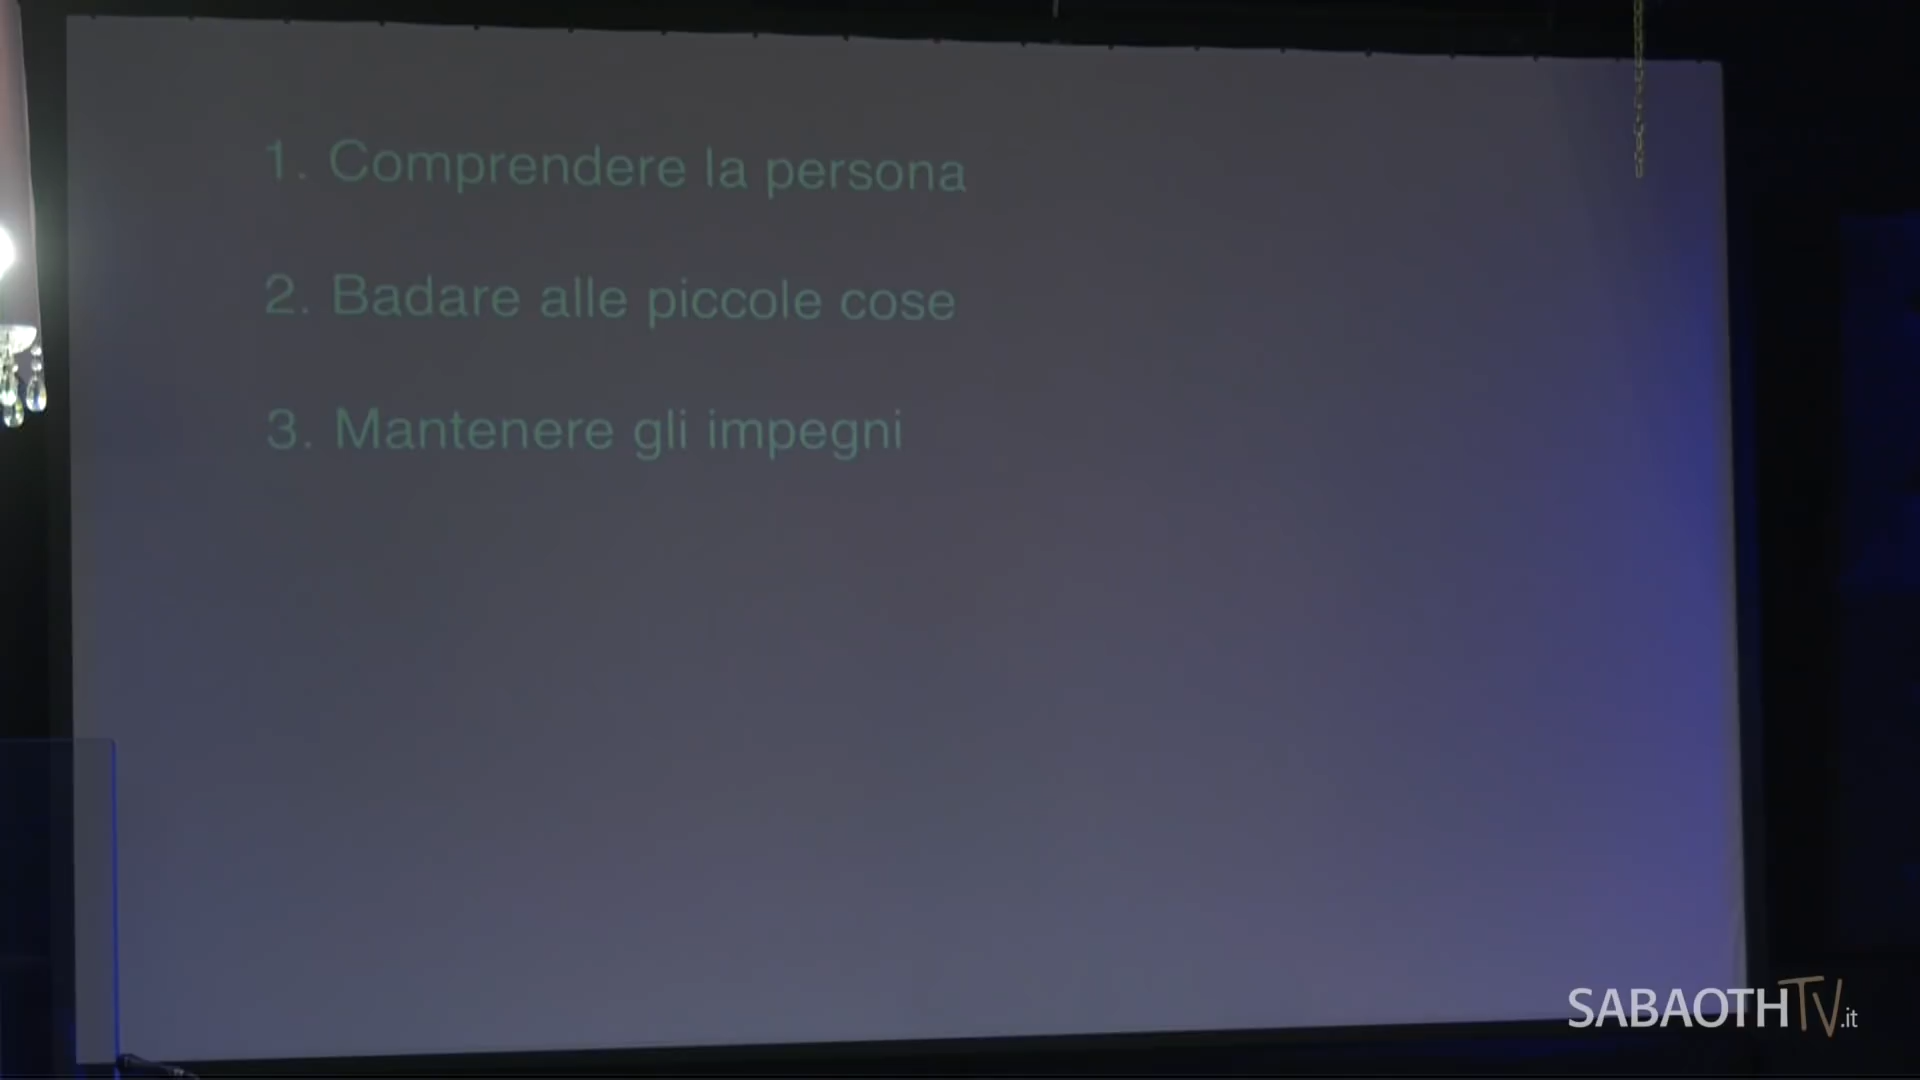 1. Comprendere la persona
2. Badare alle piccole cose
3. Mantenere gli impegni
SABAOTHTV.it